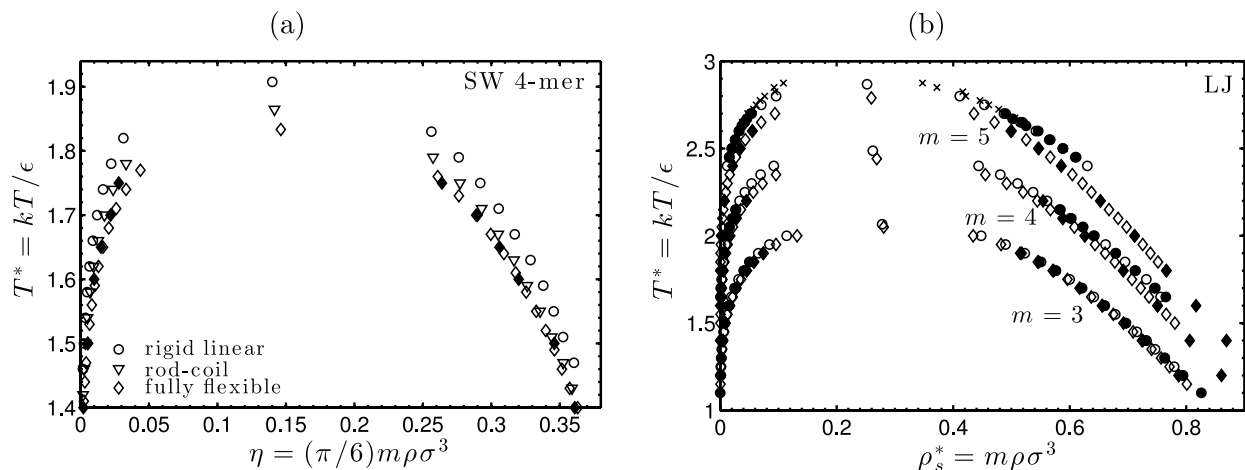 (a)
SW 4-mer
T* = kT/ϵ
1.9
1.8
1.7
1.6
1.5
1.4
rigid linear
rod-coil
fully flexible
0
0.05
0.1
0.15
0.2
0.25
0.3
0.35
η = (π/6)mρσ³
(b)
LJ
T* = kT/ϵ
3
2.5
2
1.5
1
m = 5
m = 4
m = 3
0
0.2
0.4
0.6
0.8
ρₛ* = mρσ³